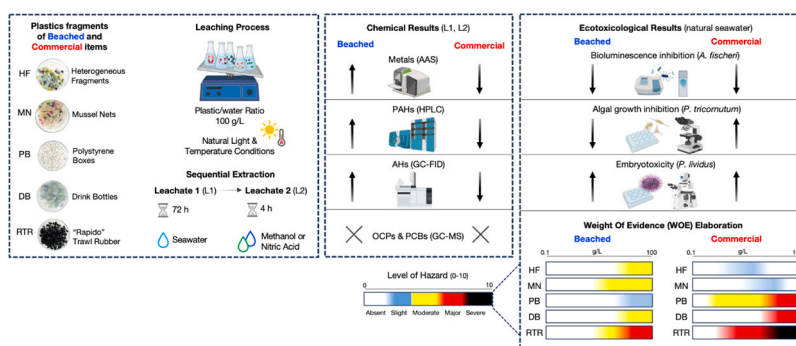 Plastics fragments
of Beached and
Commercial items
HF
Heterogeneous
Fragments
MN
Mussel Nets
PB
Polystyrene
Boxes
DB
Drink Bottles
RTR
"Rapido"
Trawl Rubber
Leaching Process
Plastic/water Ratio
100 g/L
Natural Light &
Temperature Conditions
Sequential Extraction
Leachate 1 (L1)
Leachate 2 (L2)
72 h
4 h
Seawater
Methanol or
Nitric Acid
Chemical Results (L1, L2)
Beached
Commercial
Metals (AAS)
PAHs (HPLC)
AHs (GC-FID)
OCPs & PCBs (GC-MS)
Level of Hazard (0-10)
0
10
Absent
Slight
Moderate
Major
Severe
Ecotoxicological Results (natural seawater)
Beached
Commercial
Bioluminescence inhibition (A. fischeri)
Algal growth inhibition (P. tricornutum)
Embryotoxicity (P. lividus)
Weight Of Evidence (WOE) Elaboration
Beached
Commercial
0.1
g/L
100
0.1
g/L
HF
MN
PB
DB
RTR
HF
MN
PB
DB
RTR